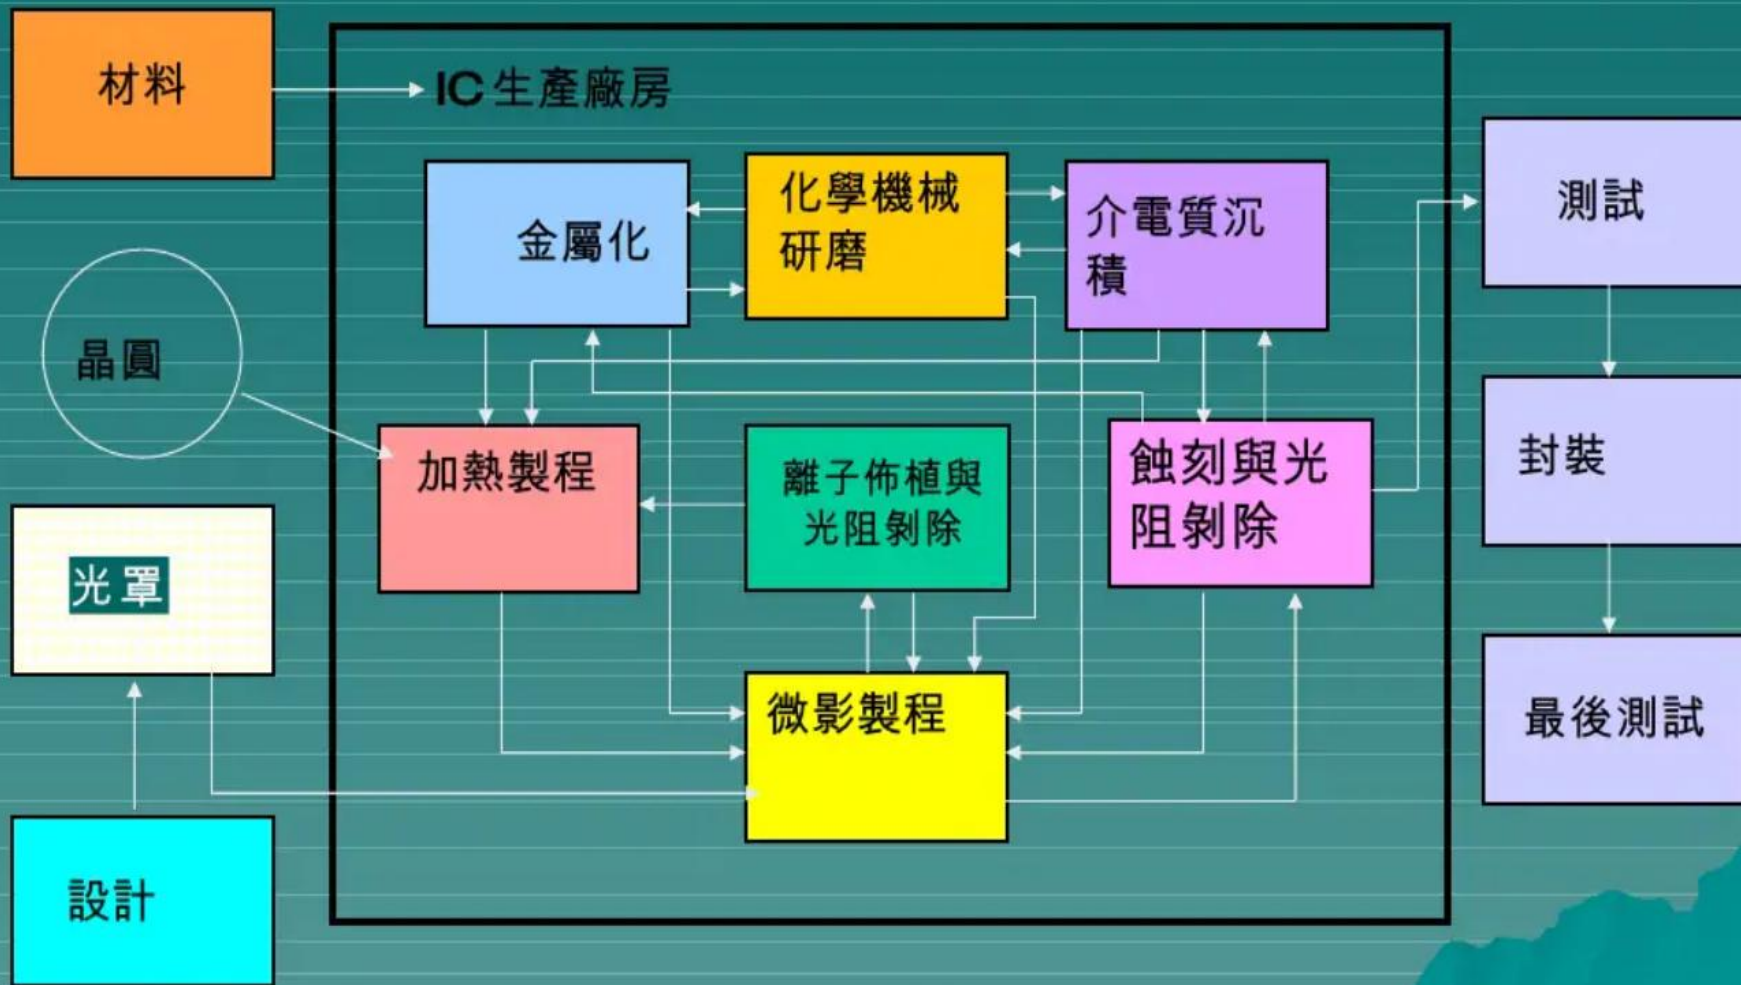 材料
IC 生產廠房
金屬化
化學機械
研磨
介電質沉
積
測試
晶圓
加熱製程
離子佈植與
光阻剝除
蝕刻與光
阻剝除
封裝
光罩
微影製程
最後測試
設計